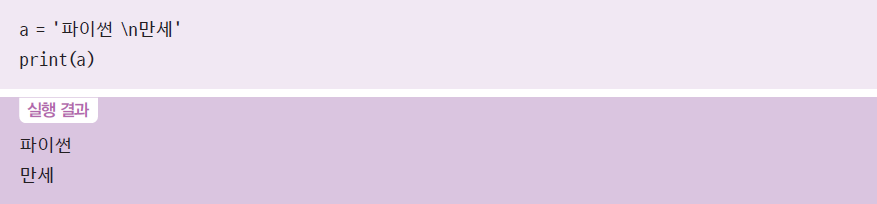 a = '파이썬 \n만세'
print(a)
실행 결과
파이썬
만세